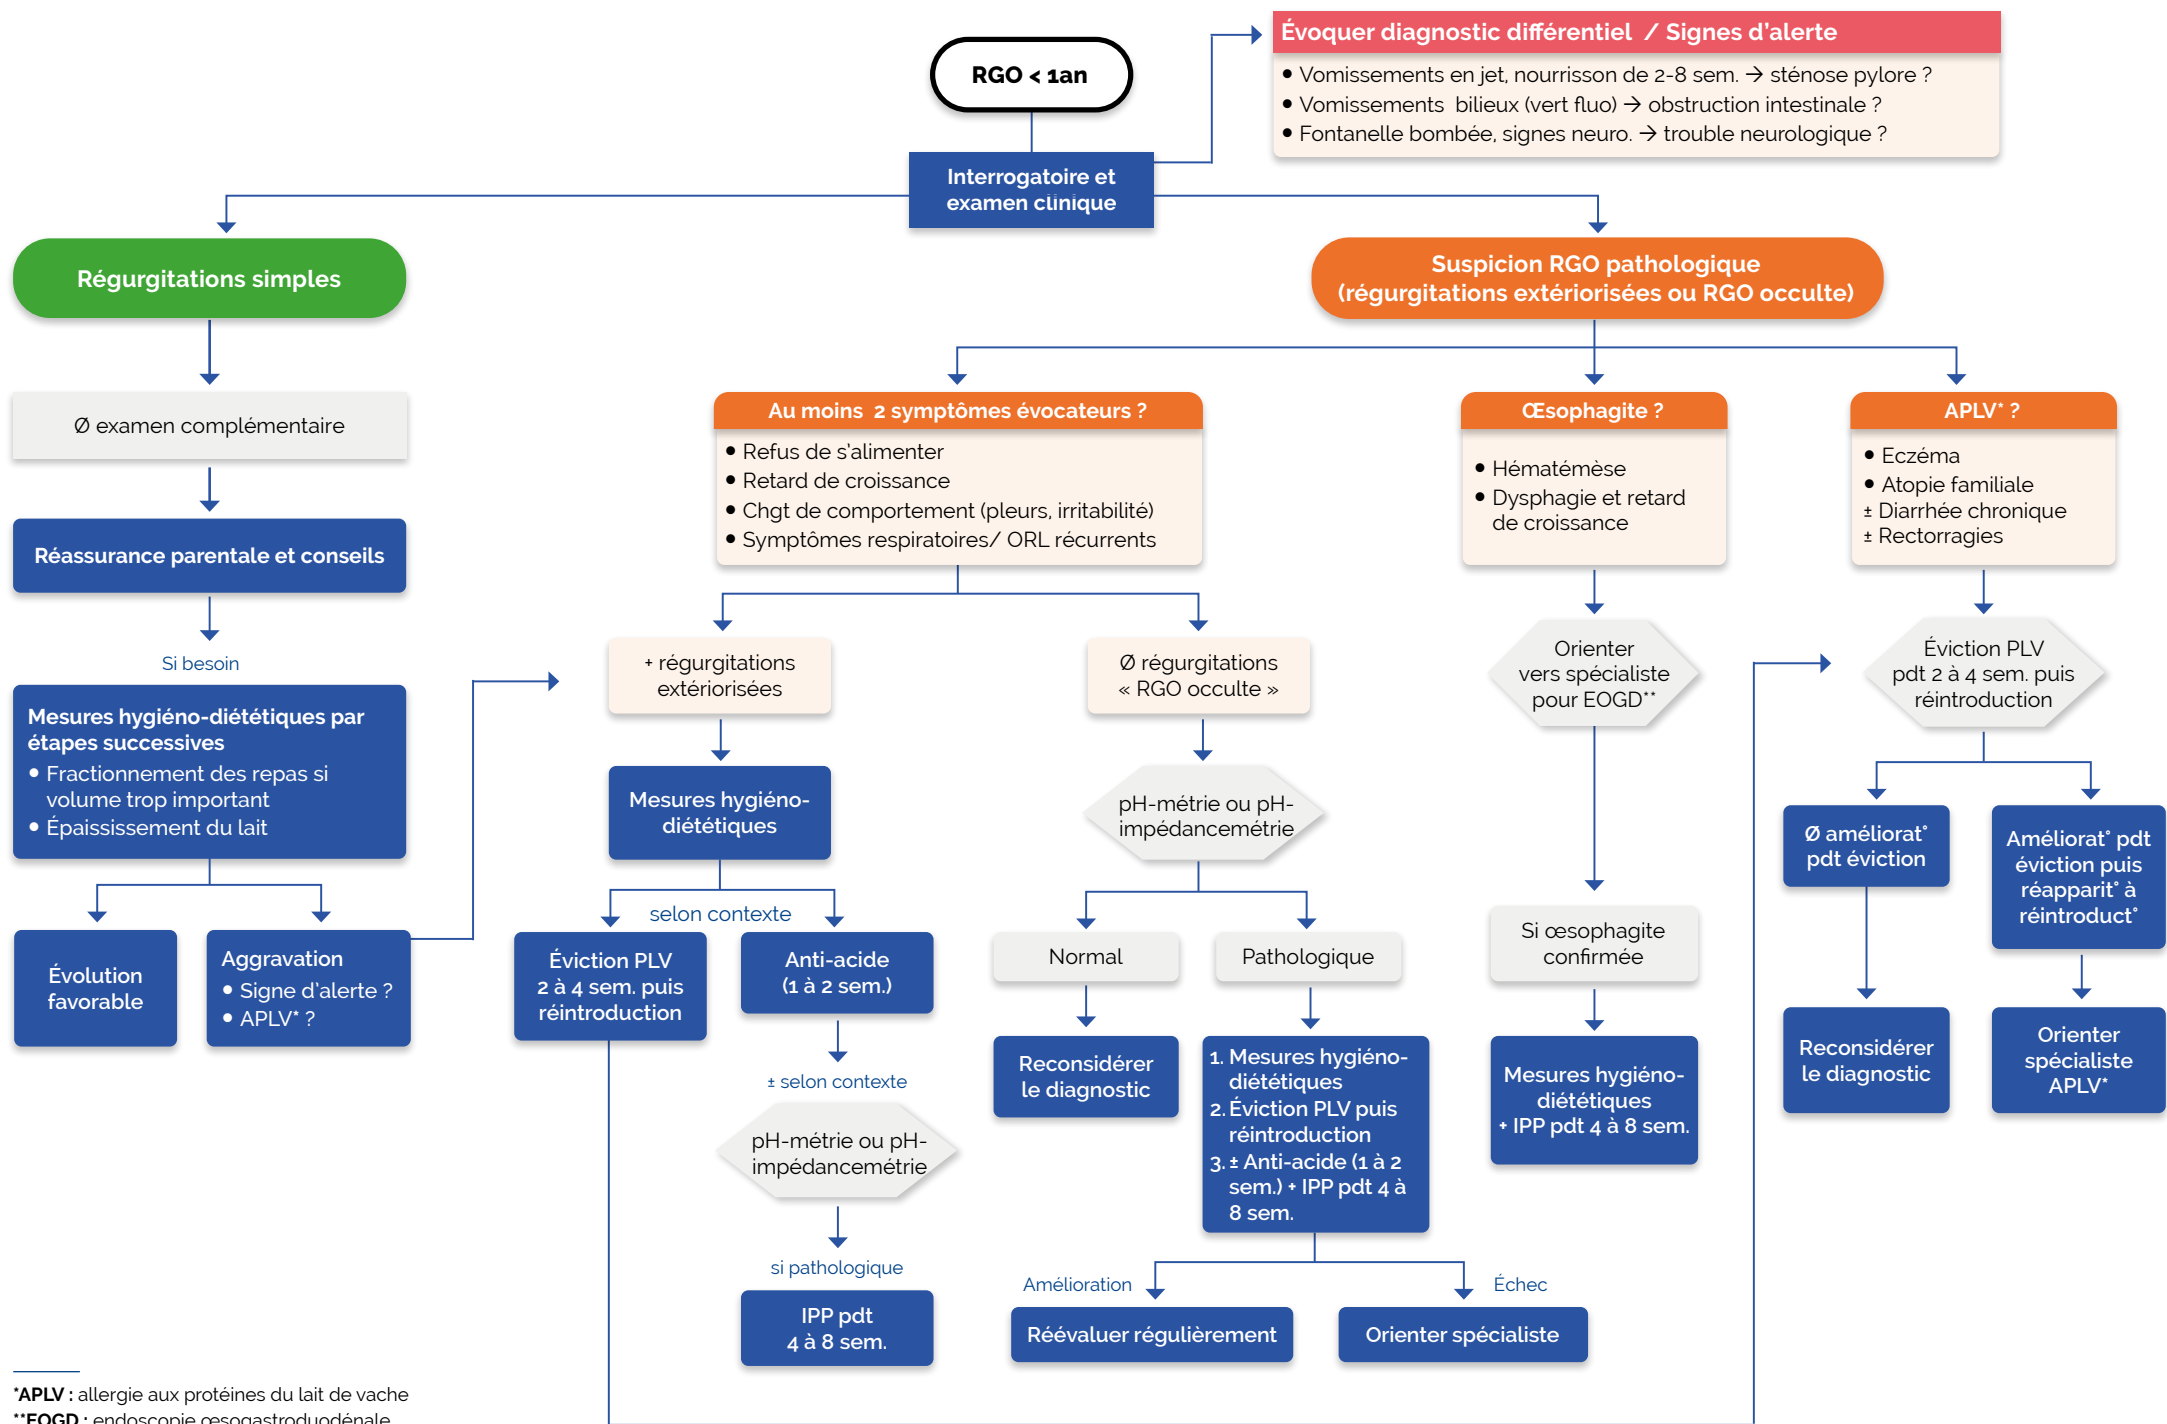 RGO < 1an
Évoquer diagnostic différentiel / Signes d'alerte
• Vomissements en jet, nourrisson de 2-8 sem. → sténose pylore ?
• Vomissements bilieux (vert fluo) → obstruction intestinale ?
• Fontanelle bombée, signes neuro. → trouble neurologique ?
Interrogatoire et
examen clinique
Régurgitations simples
Ø examen complémentaire
Réassurance parentale et conseils
Si besoin
Mesures hygiéno-diététiques par
étapes successives
• Fractionnement des repas si
volume trop important
• Épaississement du lait
Évolution
favorable
Aggravation
• Signe d'alerte ?
• APLV* ?
Suspicion RGO pathologique
(régurgitations extériorisées ou RGO occulte)
Au moins 2 symptômes évocateurs ?
• Refus de s'alimenter
• Retard de croissance
• Chgt de comportement (pleurs, irritabilité)
• Symptômes respiratoires/ ORL récurrents
+ régurgitations
extériorisées
Mesures hygiéno-
diététiques
selon contexte
Éviction PLV
2 à 4 sem. puis
réintroduction
Anti-acide
(1 à 2 sem.)
± selon contexte
pH-métrie ou pH-
impédancemétrie
si pathologique
IPP pdt
4 à 8 sem.
Ø régurgitations
« RGO occulte »
pH-métrie ou pH-
impédancemétrie
Normal
Reconsidérer
le diagnostic
Pathologique
1. Mesures hygiéno-
diététiques
2. Éviction PLV puis
réintroduction
3. ± Anti-acide (1 à 2
sem.) + IPP pdt 4 à
8 sem.
Amélioration
Réévaluer régulièrement
Échec
Orienter spécialiste
Œsophagite ?
• Hématémèse
• Dysphagie et retard
de croissance
Orienter
vers spécialiste
pour EOGD**
Si œsophagite
confirmée
Mesures hygiéno-
diététiques
+ IPP pdt 4 à 8 sem.
APLV* ?
• Eczéma
• Atopie familiale
± Diarrhée chronique
± Rectorragies
Éviction PLV
pdt 2 à 4 sem. puis
réintroduction
Ø améliorat°
pdt éviction
Reconsidérer
le diagnostic
Améliorat° pdt
éviction puis
réapparit° à
réintroduct°
Orienter
spécialiste
APLV*
*APLV : allergie aux protéines du lait de vache
**EOGD : endoscopie œsogastroduodénale